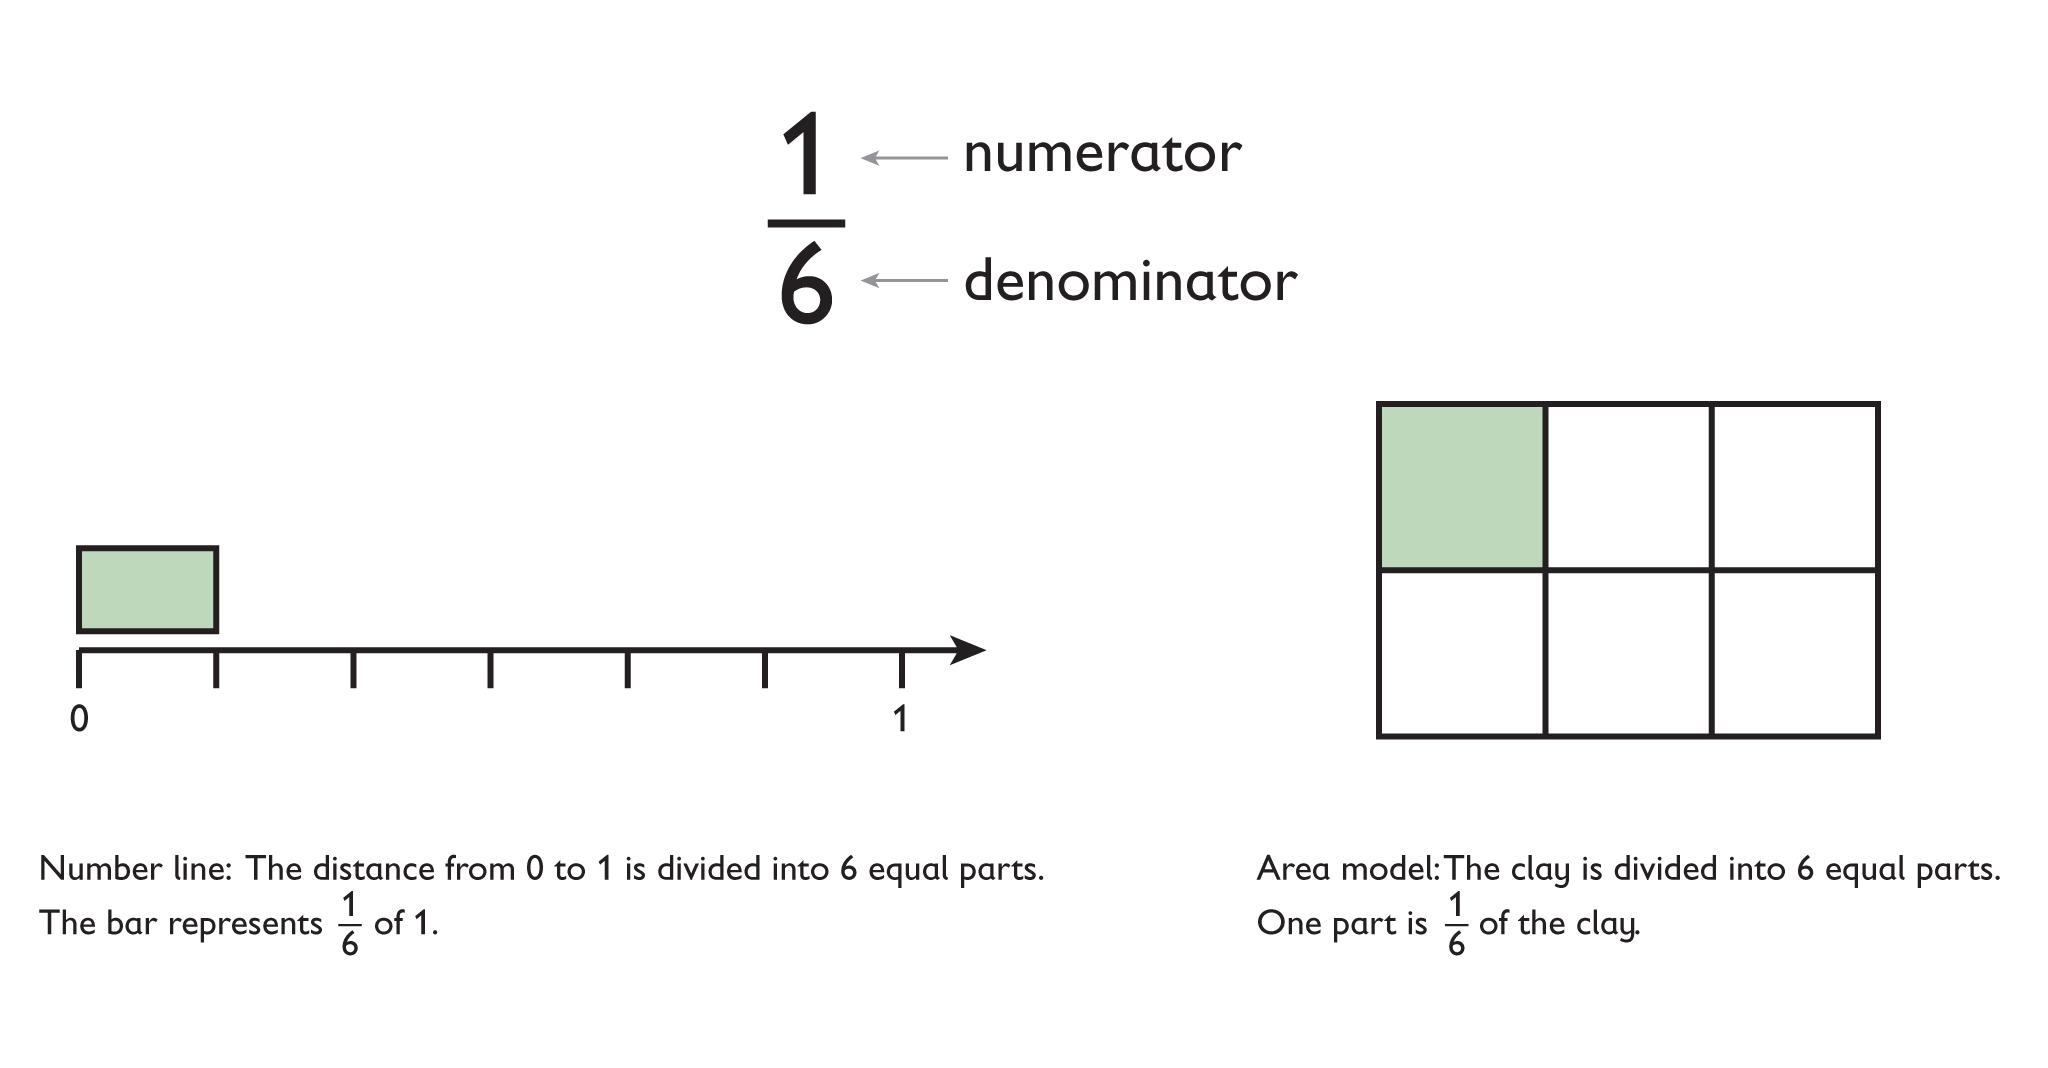 1 numerator
6 denominator
0 1
Number line: The distance from 0 to 1 is divided into 6 equal parts.
The bar represents 1/6 of 1.
Area model: The clay is divided into 6 equal parts.
One part is 1/6 of the clay.